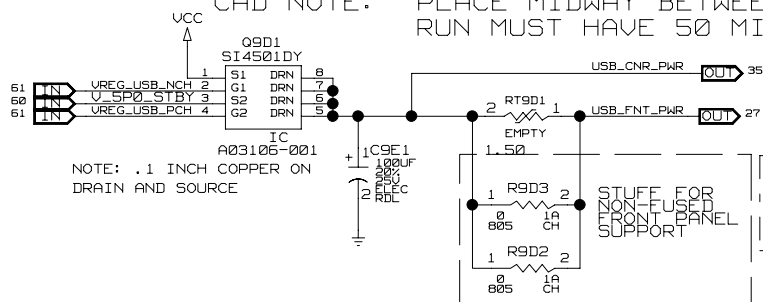 CAD NOTE: PLACE MIDWAY BETWEE
RUN MUST HAVE 50 MI
VCC
Q9D1
SI4501DY
1 S1 DRN 8
61 IN VREG_USB_NCH 2 G1 DRN 7
60 IN V_5P0_STBY 3 S2 DRN 6
61 IN VREG_USB_PCH 4 G2 DRN 5
IC
A03106-001
NOTE: .1 INCH COPPER ON
DRAIN AND SOURCE
USB_CNR_PWR OUT 35
2 RT9D1 1 USB_FNT_PWR OUT 27
EMPTY
1.50
+ 1 C9E1
100UF
20%
25V
2 ELEC
RDL
1 R9D3 2
0 1A
805 CH
STUFF FOR
NON-FUSED
FRONT PANEL
SUPPORT
R9D2
1 2
0 1A
805 CH